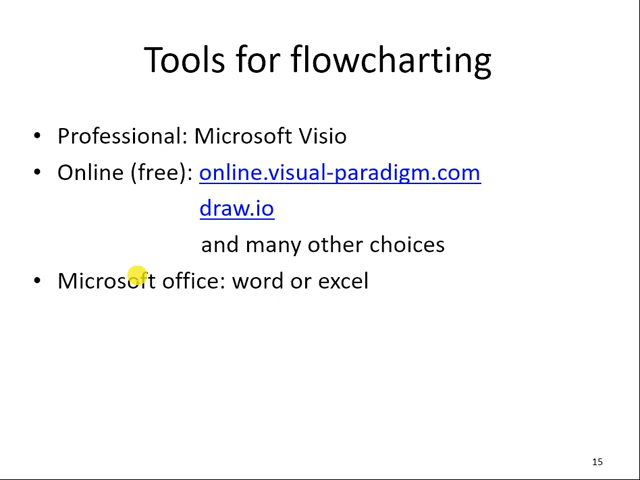 Tools for flowcharting
• Professional: Microsoft Visio
• Online (free): online.visual-paradigm.com
draw.io
and many other choices
• Microsoft office: word or excel
15